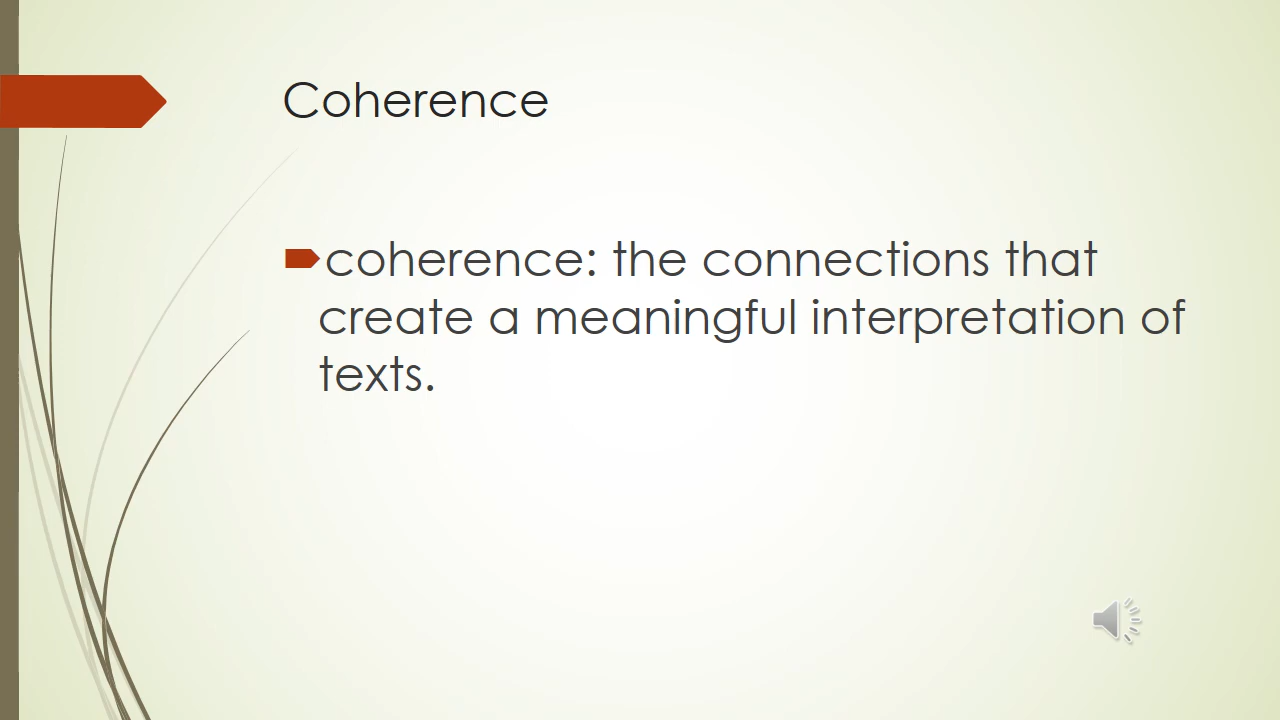 Coherence
coherence: the connections that
create a meaningful interpretation of
texts.